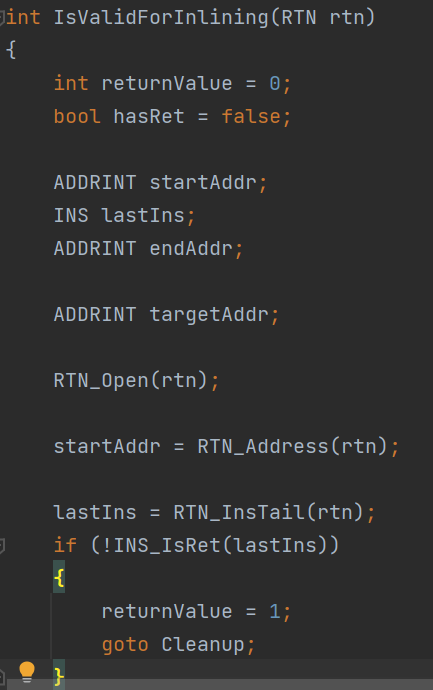 int IsValidForInlining(RTN rtn)
{
    int returnValue = 0;
    bool hasRet = false;
    ADDRINT startAddr;
    INS lastIns;
    ADDRINT endAddr;
    ADDRINT targetAddr;
    RTN_Open(rtn);
    startAddr = RTN_Address(rtn);
    lastIns = RTN_InsTail(rtn);
    if (!INS_IsRet(lastIns))
    {
        returnValue = 1;
        goto Cleanup;
    }